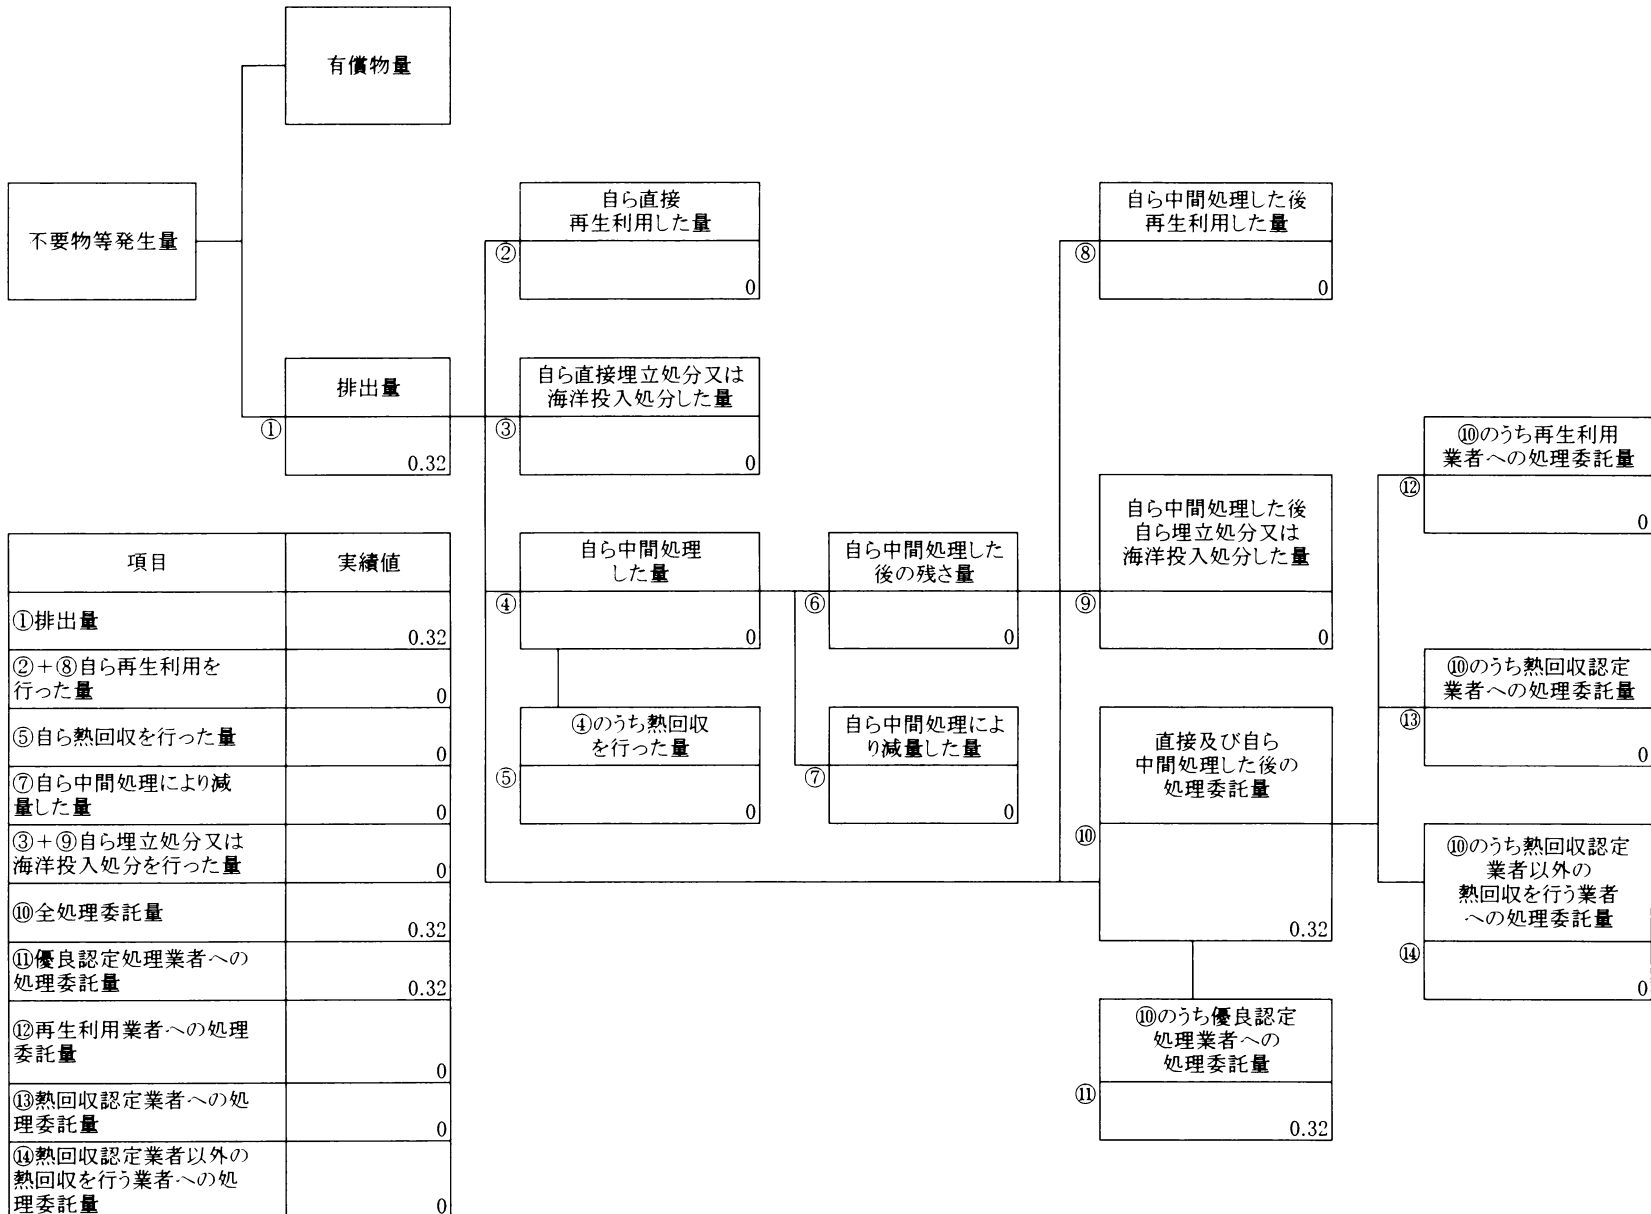 有償物量
不要物等発生量
排出量
①
0.32
自ら直接
再生利用した量
②
0
自ら直接埋立処分又は
海洋投入処分した量
③
0
自ら中間処理
した量
④
0
④のうち熱回収
を行った量
⑤
0
自ら中間処理した
後の残さ量
⑥
0
自ら中間処理によ
り減量した量
⑦
0
自ら中間処理した後
再生利用した量
⑧
0
自ら中間処理した後
自ら埋立処分又は
海洋投入処分した量
⑨
0
直接及び自ら
中間処理した後の
処理委託量
⑩
0.32
⑩のうち優良認定
処理業者への
処理委託量
⑪
0.32
⑩のうち再生利用
業者への処理委託量
⑫
0
⑩のうち熱回収認定
業者への処理委託量
⑬
0
⑩のうち熱回収認定
業者以外の
熱回収を行う業者
への処理委託量
⑭
0
項目 実績値
①排出量
0.32
②+⑧自ら再生利用を
行った量
0
⑤自ら熱回収を行った量
0
⑦自ら中間処理により減
量した量
0
③+⑨自ら埋立処分又は
海洋投入処分を行った量
0
⑩全処理委託量
0.32
⑪優良認定処理業者への
処理委託量
0.32
⑫再生利用業者への処理
委託量
0
⑬熱回収認定業者への処
理委託量
0
⑭熱回収認定業者以外の
熱回収を行う業者への処
理委託量
0